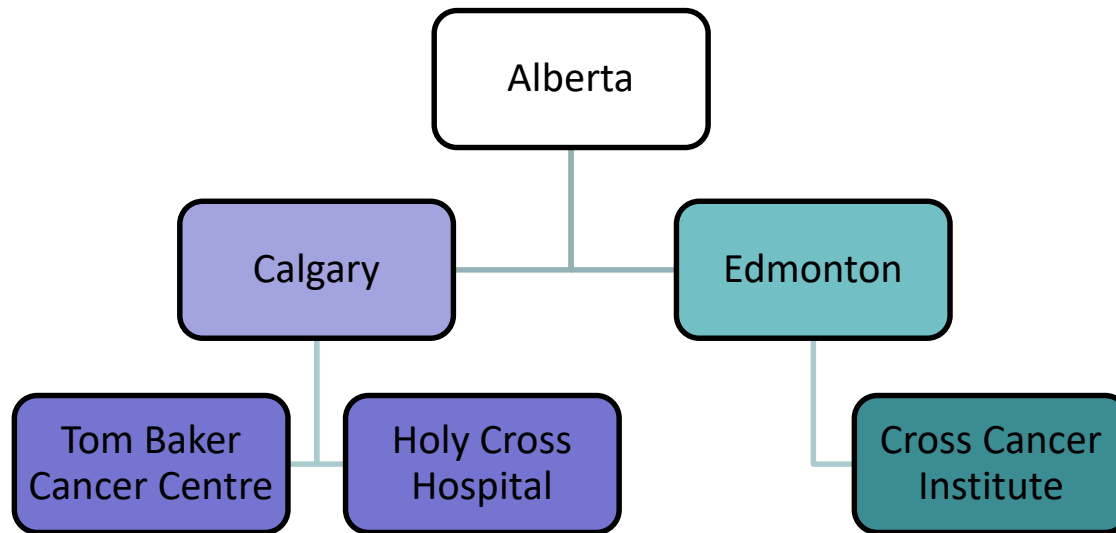 Alberta
Calgary
Edmonton
Tom Baker
Cancer Centre
Holy Cross
Hospital
Cross Cancer
Institute